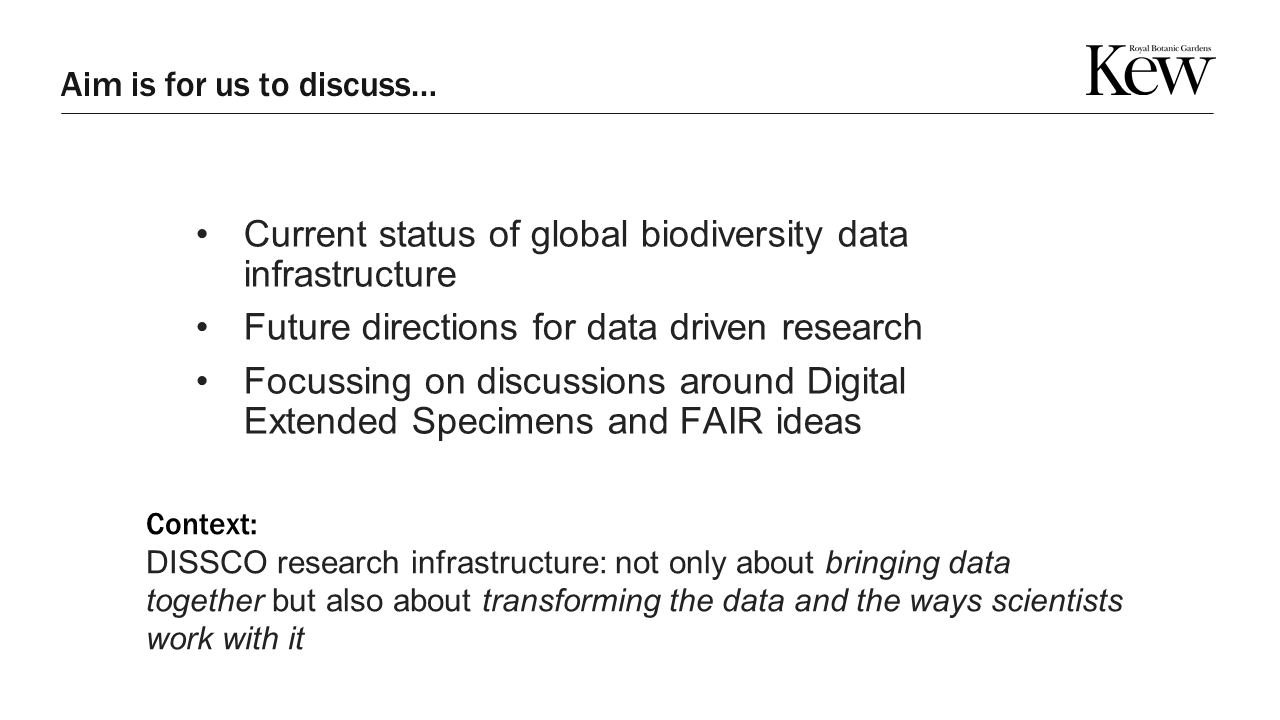 Aim is for us to discuss…
Royal Botanic Gardens
Kew
• Current status of global biodiversity data
infrastructure
• Future directions for data driven research
• Focussing on discussions around Digital
Extended Specimens and FAIR ideas
Context:
DISSCO research infrastructure: not only about bringing data
together but also about transforming the data and the ways scientists
work with it